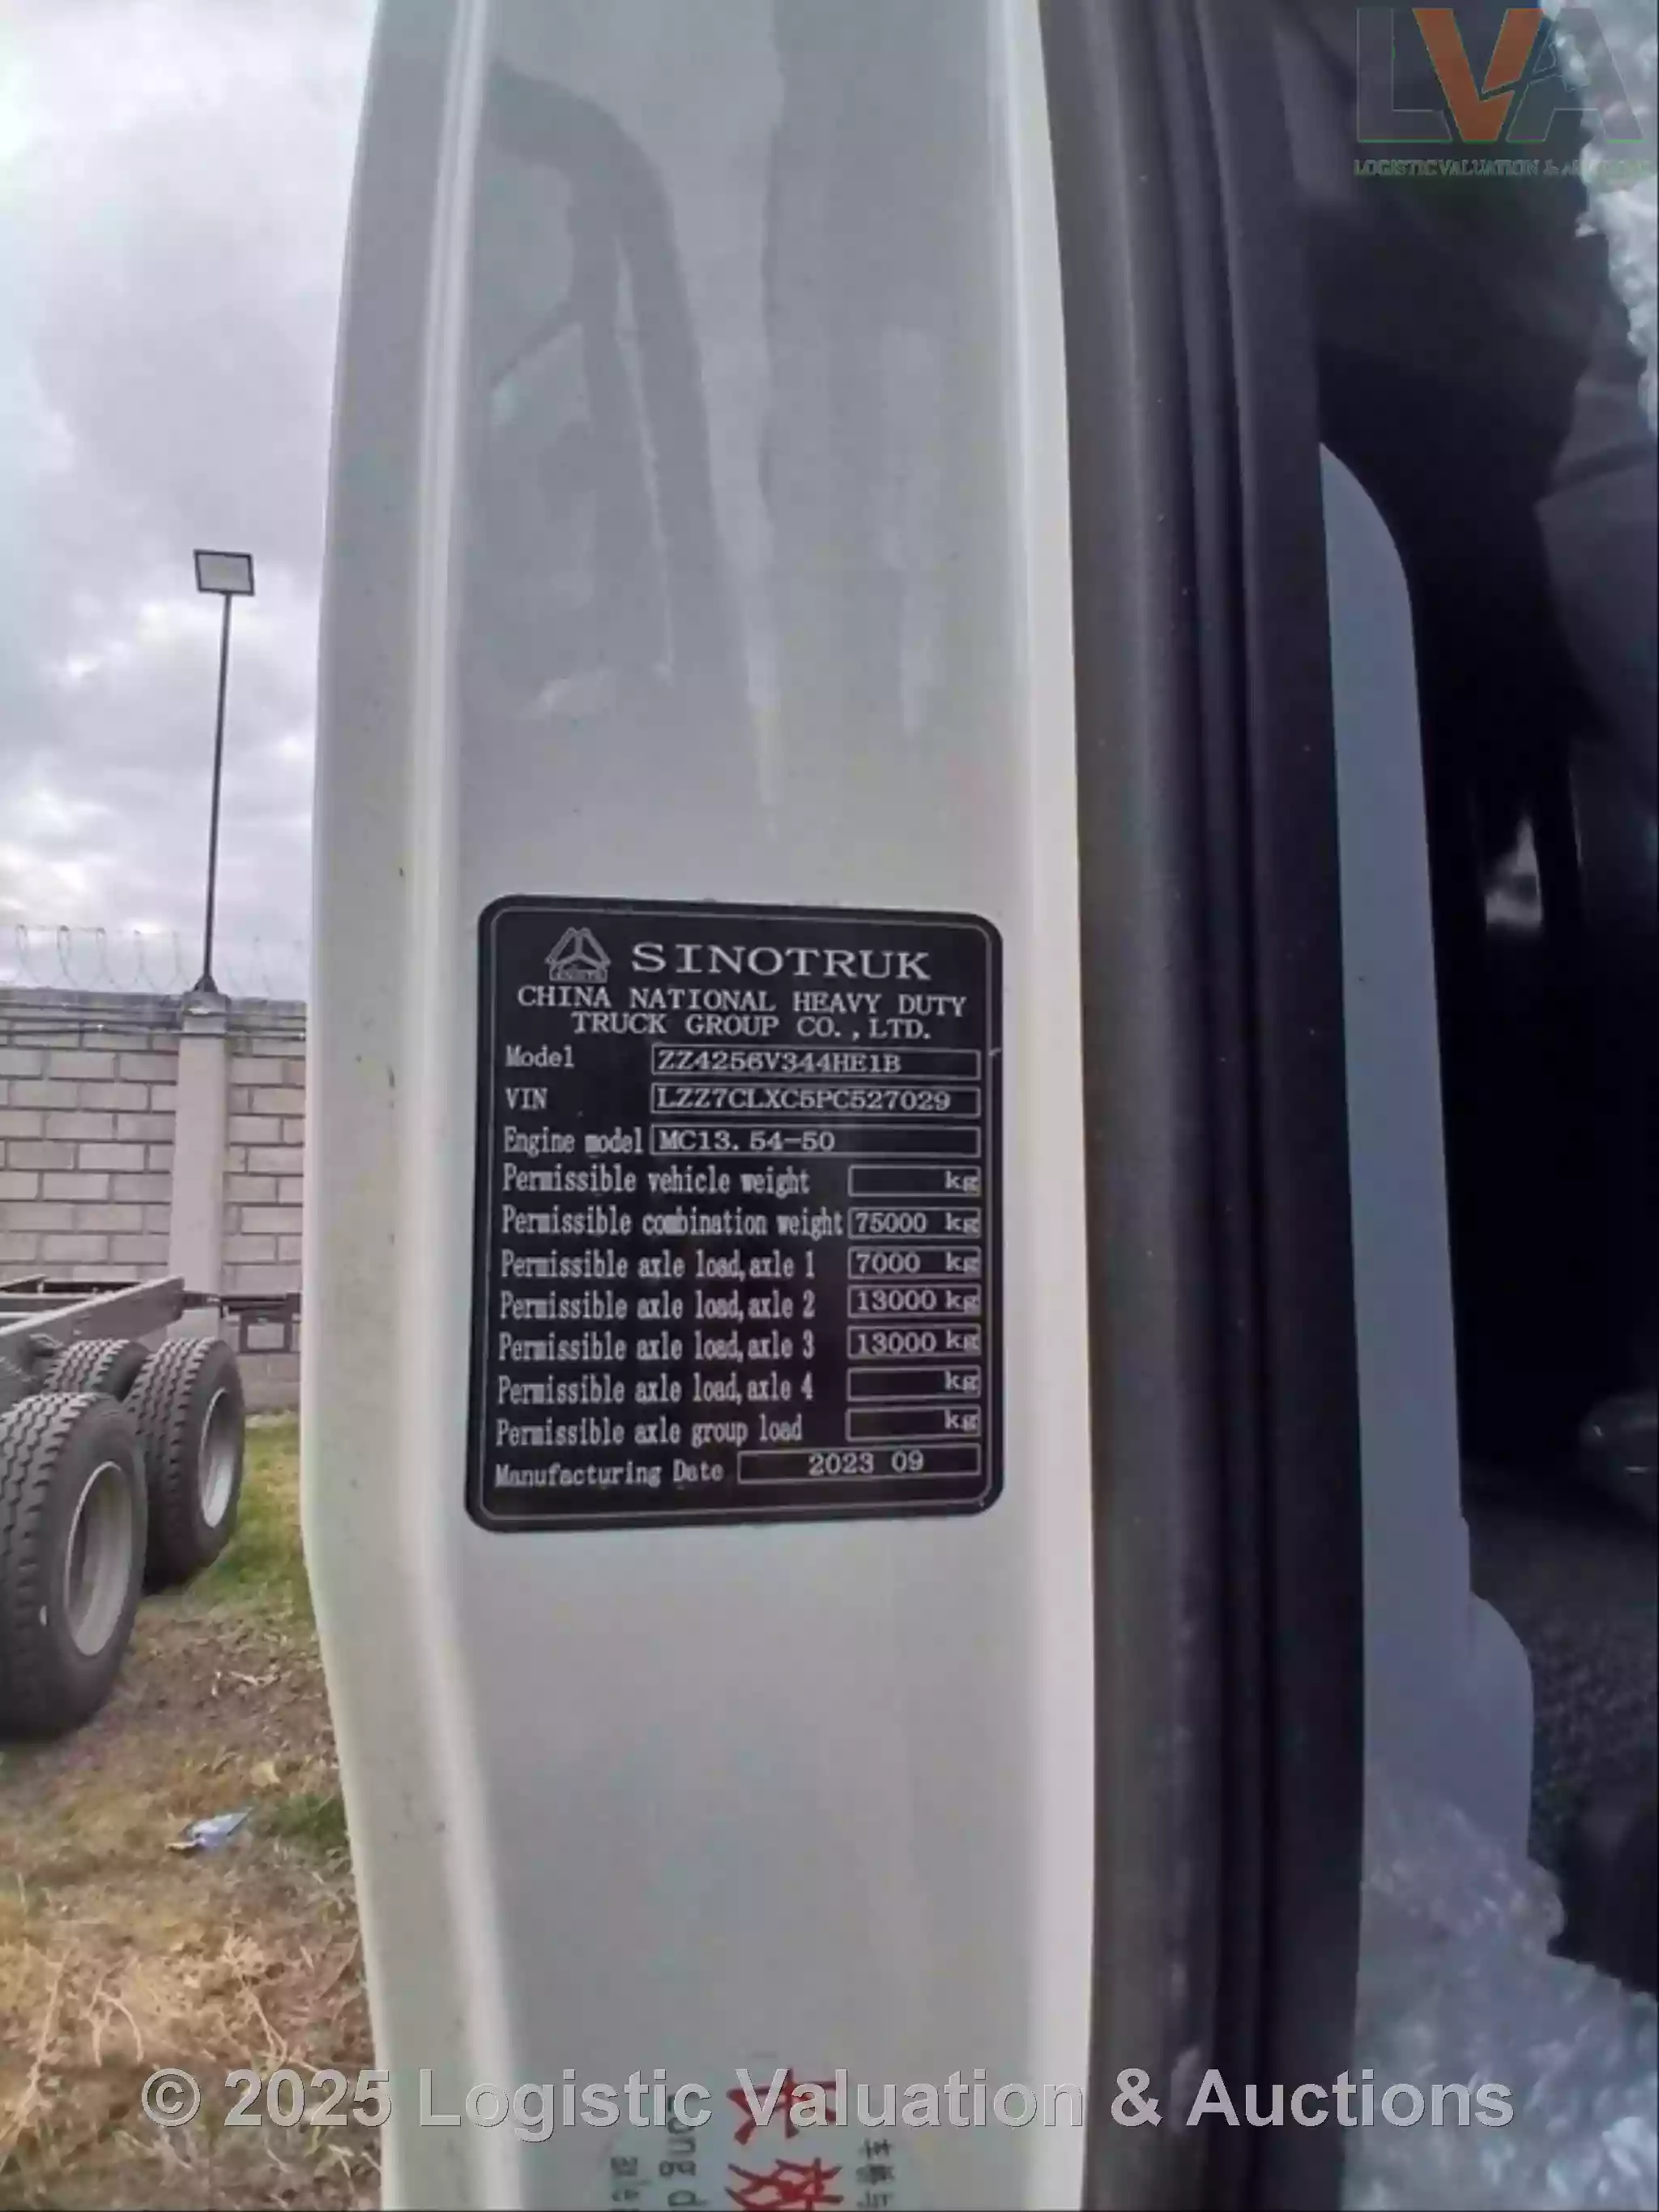 LVA
LOGISTIC VALUATION & AUCTIONS
SINOTRUK
CHINA NATIONAL HEAVY DUTY
TRUCK GROUP CO., LTD.
Model ZZ4256V344HE1B
VIN LZZ7CLXC5PC527029
Engine model MC13.54-50
Permissible vehicle weight kg
Permissible combination weight 75000 kg
Permissible axle load, axle 1 7000 kg
Permissible axle load, axle 2 13000 kg
Permissible axle load, axle 3 13000 kg
Permissible axle load, axle 4 kg
Permissible axle group load kg
Manufacturing Date 2023 09
© 2025 Logistic Valuation & Auctions
长效